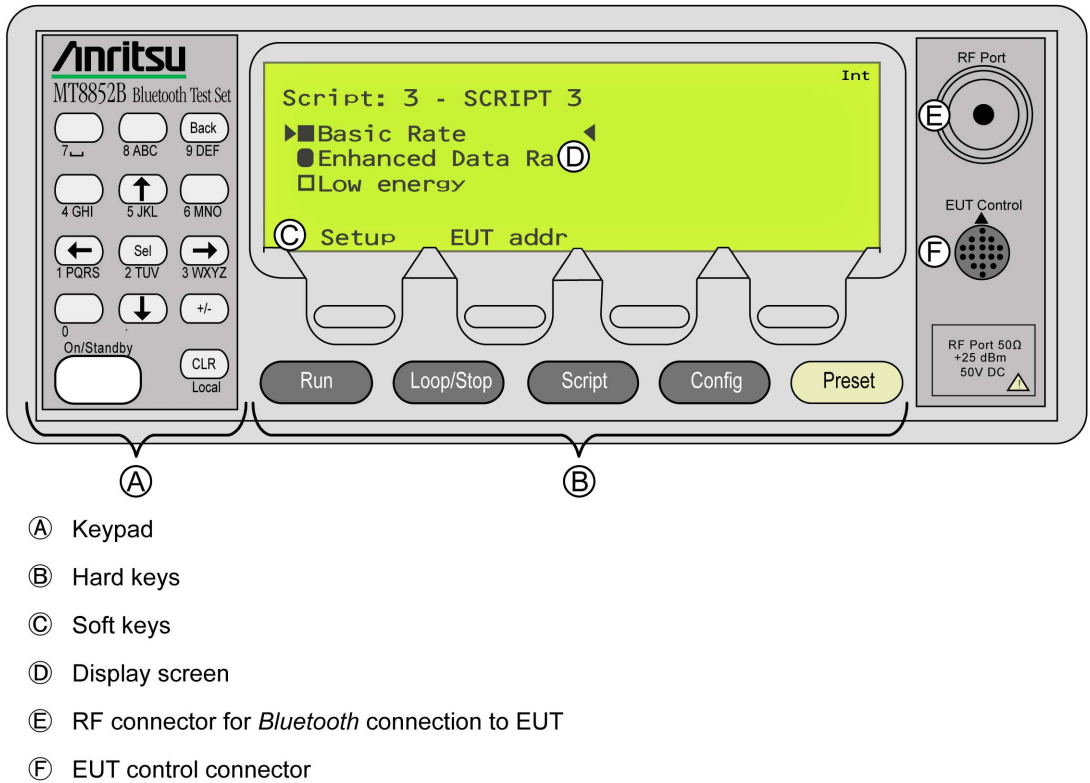 Anritsu
MT8852B Bluetooth Test Set
Back
7⎵ 8 ABC 9 DEF
4 GHI 5 JKL 6 MNO
Sel
1 PQRS 2 TUV 3 WXYZ
+/-
0 .
On/Standby
CLR
Local
Int
Script: 3 - SCRIPT 3
Basic Rate
Enhanced Data Ra
Low energy
Setup EUT addr
Run Loop/Stop Script Config Preset
RF Port
EUT Control
RF Port 50Ω
+25 dBm
50V DC
!
Ⓓ
Ⓒ
Ⓔ
Ⓕ
Ⓐ Ⓑ
Ⓐ Keypad
Ⓑ Hard keys
Ⓒ Soft keys
Ⓓ Display screen
Ⓔ RF connector for Bluetooth connection to EUT
Ⓕ EUT control connector